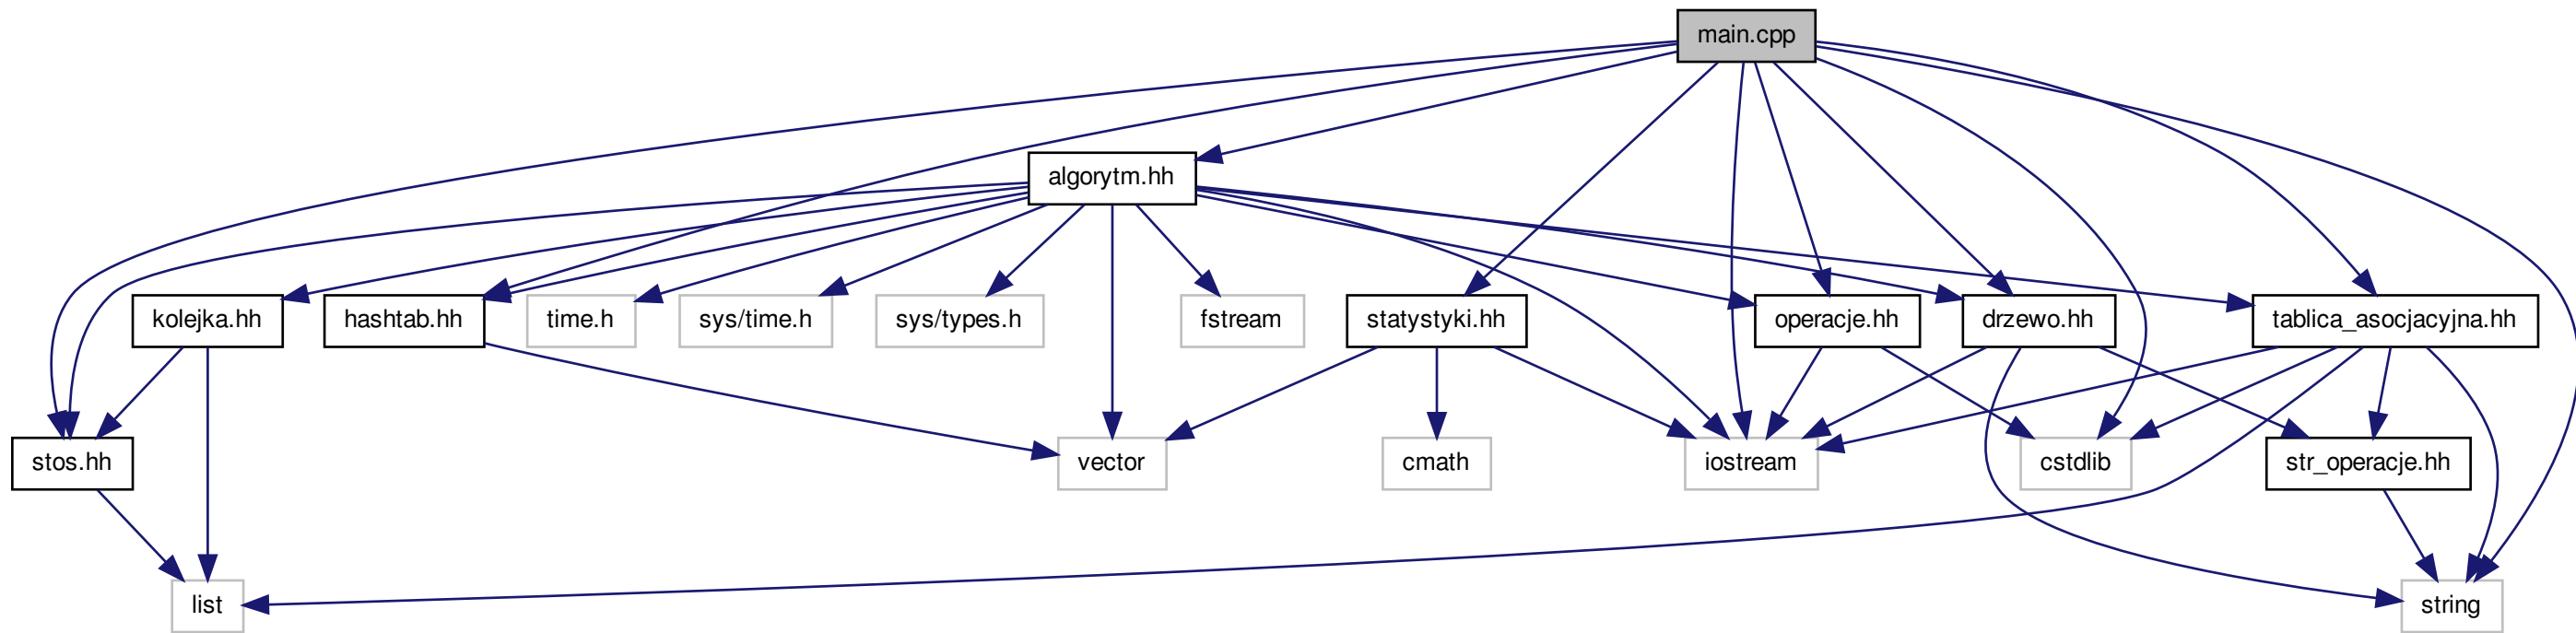 main.cpp
algorytm.hh
kolejka.hh
hashtab.hh
time.h
sys/time.h
sys/types.h
fstream
statystyki.hh
operacje.hh
drzewo.hh
tablica_asocjacyjna.hh
stos.hh
vector
cmath
iostream
cstdlib
str_operacje.hh
list
string